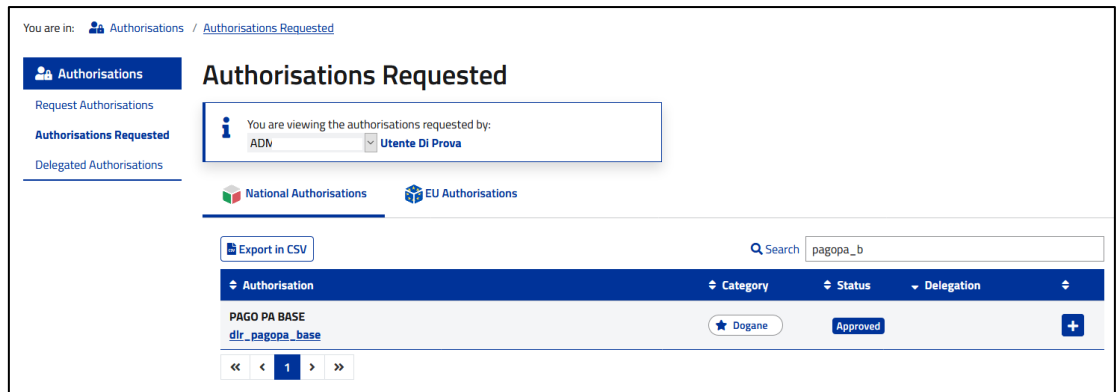 You are in: Authorisations / Authorisations Requested
Authorisations
Request Authorisations
Authorisations Requested
Delegated Authorisations
Authorisations Requested
You are viewing the authorisations requested by:
ADM Utente Di Prova
National Authorisations EU Authorisations
Export in CSV Search pagopa_b
Authorisation Category Status Delegation
PAGO PA BASE
dlr_pagopa_base Dogane Approved +
« ‹ 1 › »